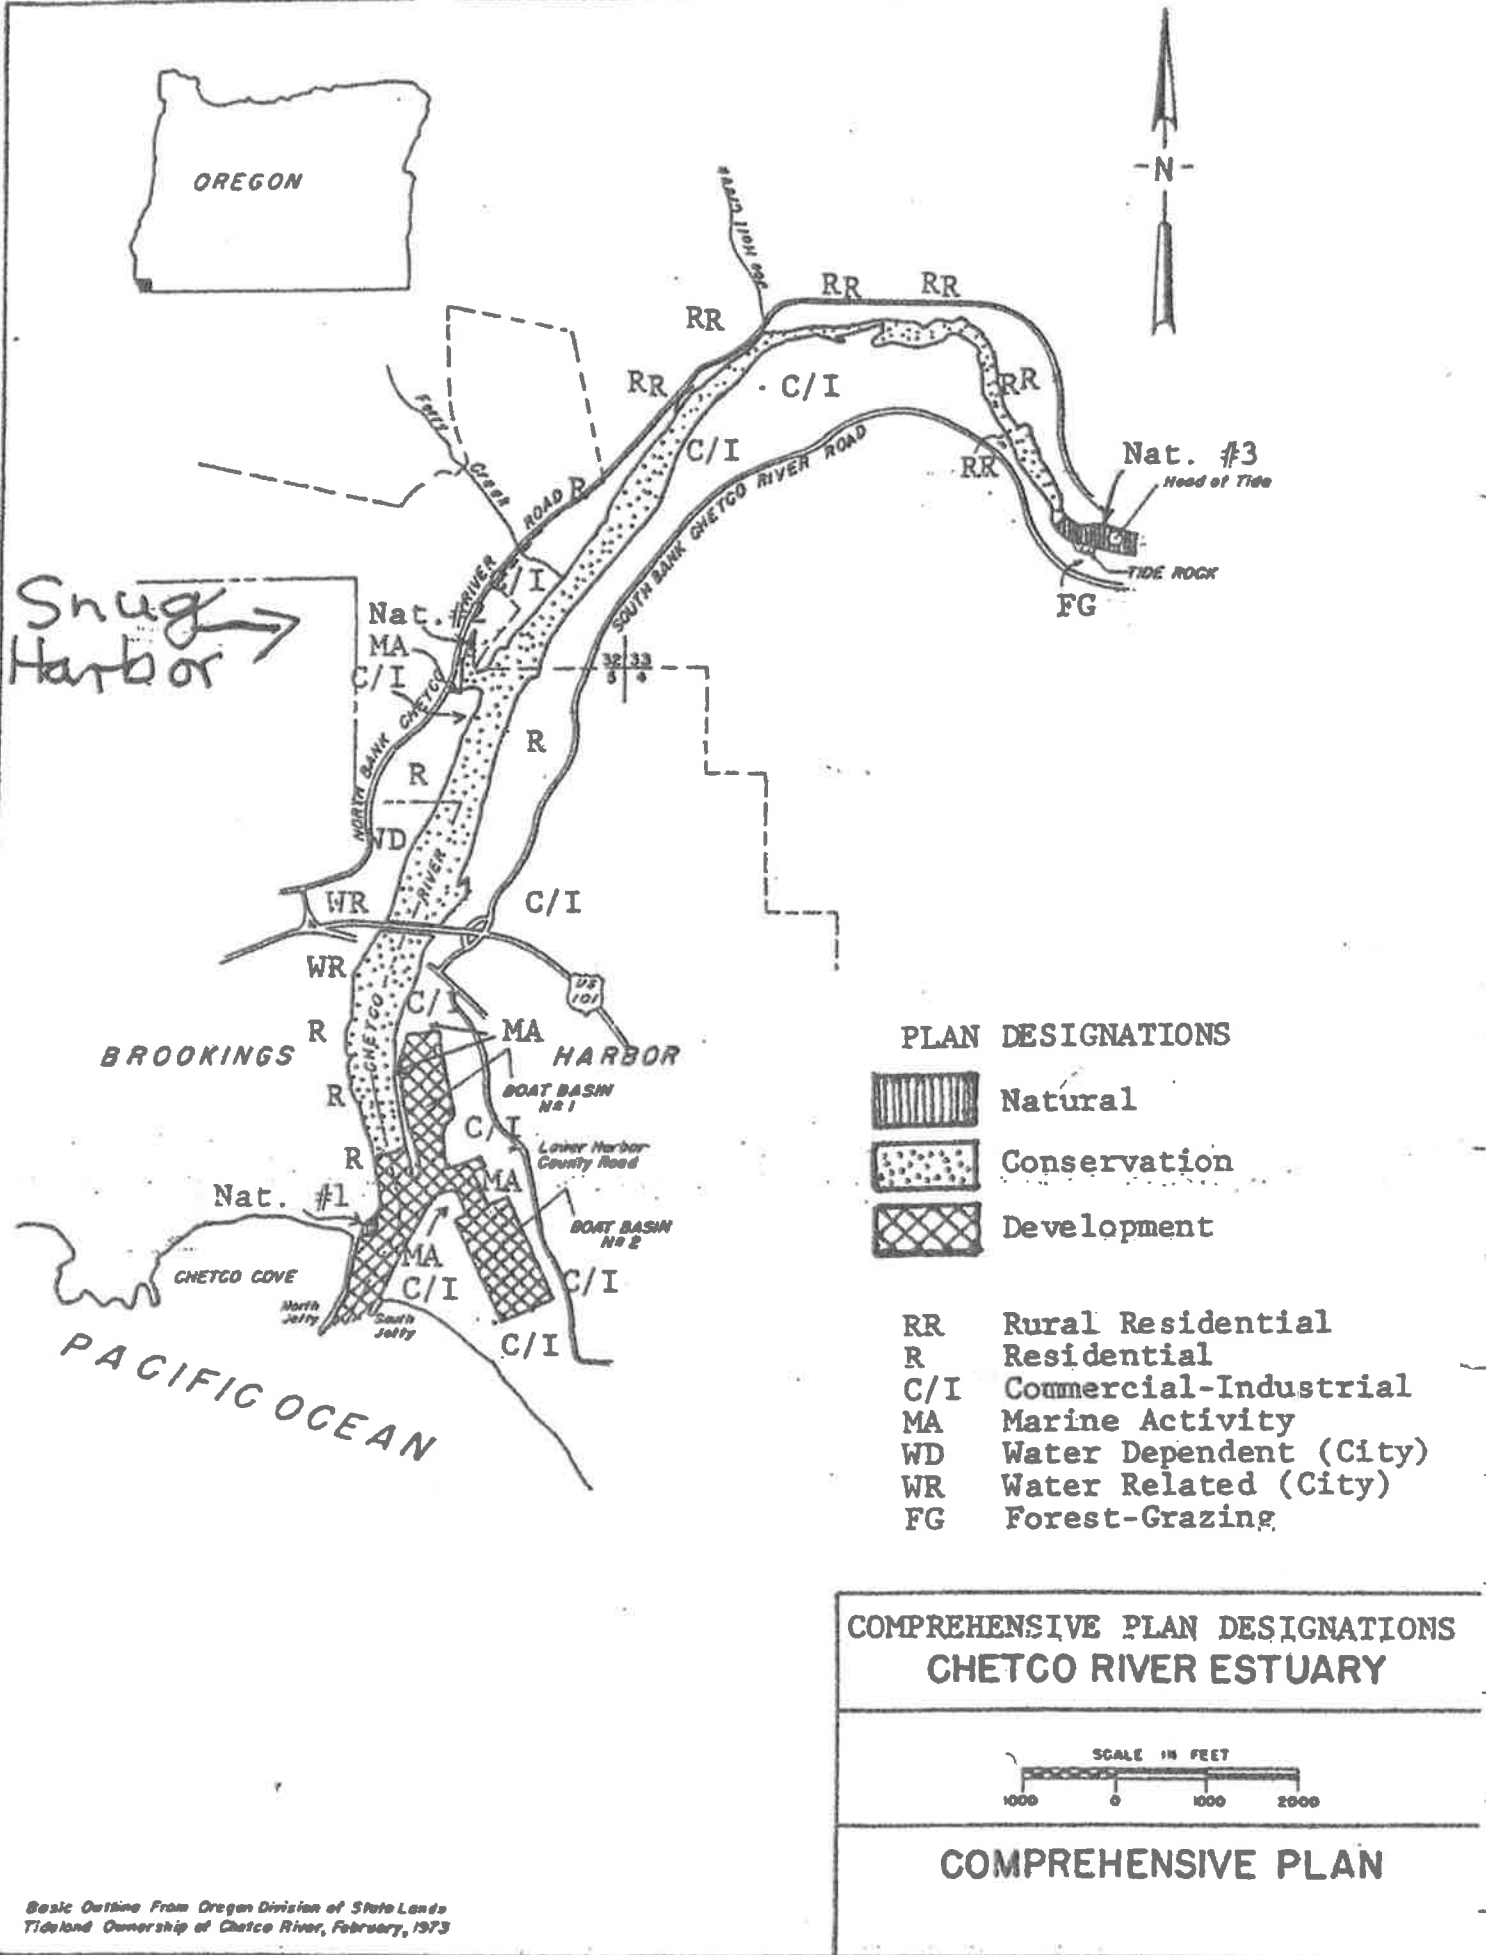 OREGON
-N-
Joe Hall Creek
RR
RR
RR
RR
C/I
RR
C/I
RR
Nat. #3
Head of Tide
Ferry Creek
R
SOUTH BANK CHETCO RIVER ROAD
TIDE ROCK
FG
Snug
Harbor
C/I
Nat. #2
MA
C/I
NORTH BANK CHETCO RIVER ROAD
32 33
5 4
R
R
WD
WR
C/I
CHETCO RIVER
WR
US
101
C/I
R
MA
BROOKINGS
HARBOR
BOAT BASIN
Nº 1
R
C/I
Lower Harbor
County Road
R
MA
Nat. #1
BOAT BASIN
Nº 2
MA
CHETCO COVE
C/I
C/I
North
Jetty
South
Jetty
C/I
PACIFIC OCEAN
PLAN DESIGNATIONS
Natural
Conservation
Development
RR Rural Residential
R Residential
C/I Commercial-Industrial
MA Marine Activity
WD Water Dependent (City)
WR Water Related (City)
FG Forest-Grazing
COMPREHENSIVE PLAN DESIGNATIONS
CHETCO RIVER ESTUARY
SCALE IN FEET
1000 0 1000 2000
COMPREHENSIVE PLAN
Basic Outline From Oregon Division of State Lands
Tideland Ownership of Chetco River, February, 1973